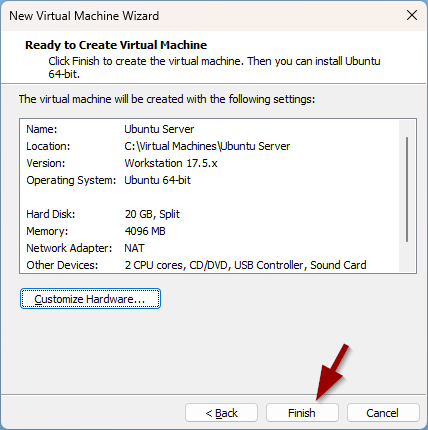 New Virtual Machine Wizard
Ready to Create Virtual Machine
Click Finish to create the virtual machine. Then you can install Ubuntu
64-bit.
The virtual machine will be created with the following settings:
Name: Ubuntu Server
Location: C:\Virtual Machines\Ubuntu Server
Version: Workstation 17.5.x
Operating System: Ubuntu 64-bit
Hard Disk: 20 GB, Split
Memory: 4096 MB
Network Adapter: NAT
Other Devices: 2 CPU cores, CD/DVD, USB Controller, Sound Card
Customize Hardware...
< Back Finish Cancel